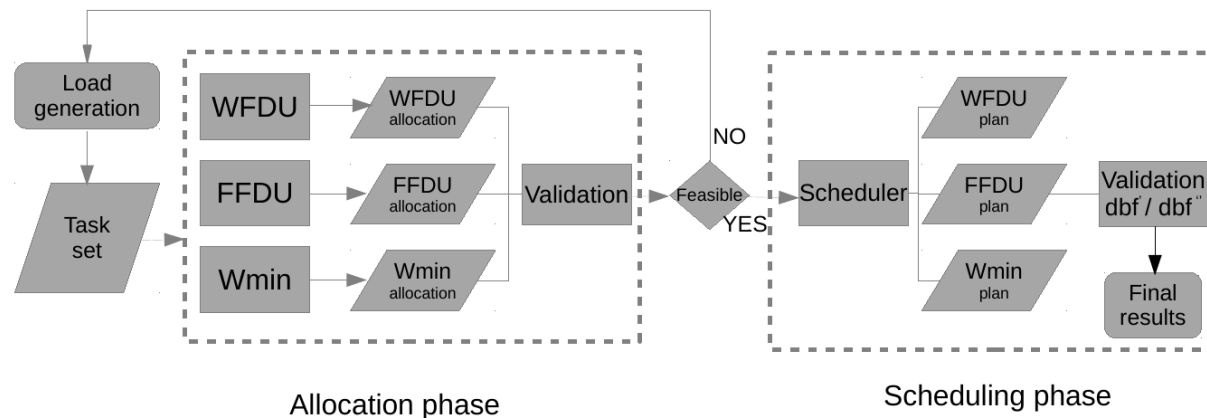 Load
generation
Task
set
WFDU
WFDU
allocation
FFDU
FFDU
allocation
Wmin
Wmin
allocation
Validation
Allocation phase
NO
Feasible
YES
Scheduler
WFDU
plan
FFDU
plan
Wmin
plan
Validation
dbf' / dbf''
Final
results
Scheduling phase